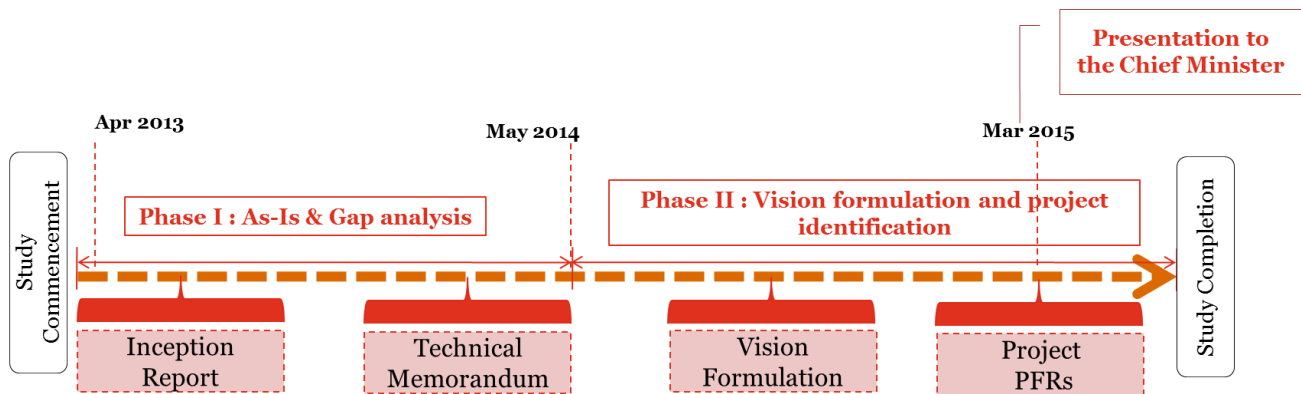 Presentation to
the Chief Minister
Apr 2013
May 2014
Mar 2015
Study
Commencement
Phase I : As-Is & Gap analysis
Phase II : Vision formulation and project
identification
Study Completion
Inception
Report
Technical
Memorandum
Vision
Formulation
Project
PFRs